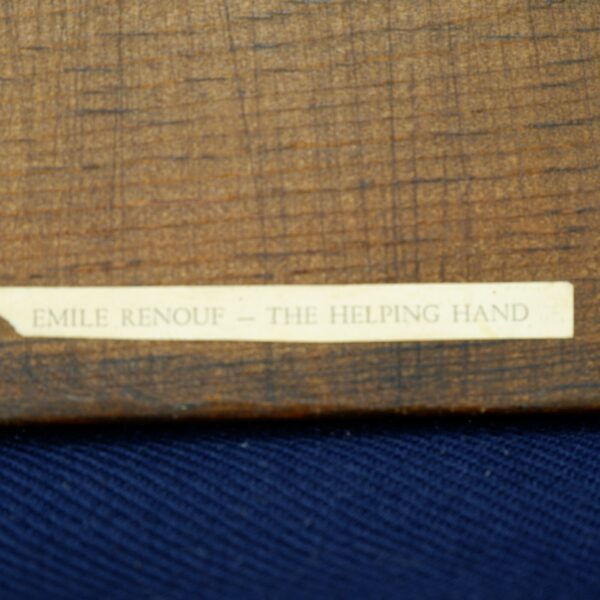 EMILE RENOUF – THE HELPING HAND